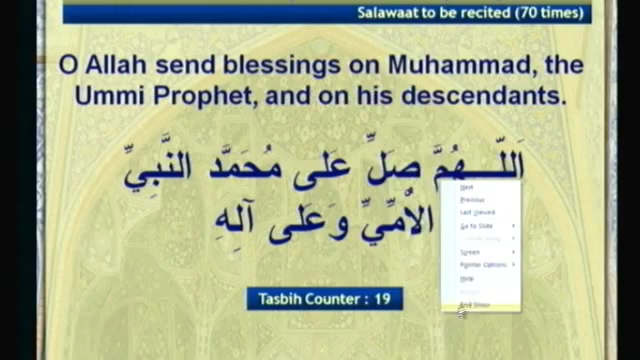 Salawaat to be recited (70 times)
O Allah send blessings on Muhammad, the
Ummi Prophet, and on his descendants.
اَللّـــهُمَّ صَلِّ عَلى مُحَمَّد النَّبِيِّ
الاُمِّيِّ وَعَلى آلِهِ
Next
Previous
Last Viewed
Go to Slide
Screen
Pointer Options
Help
End Show
Tasbih Counter : 19